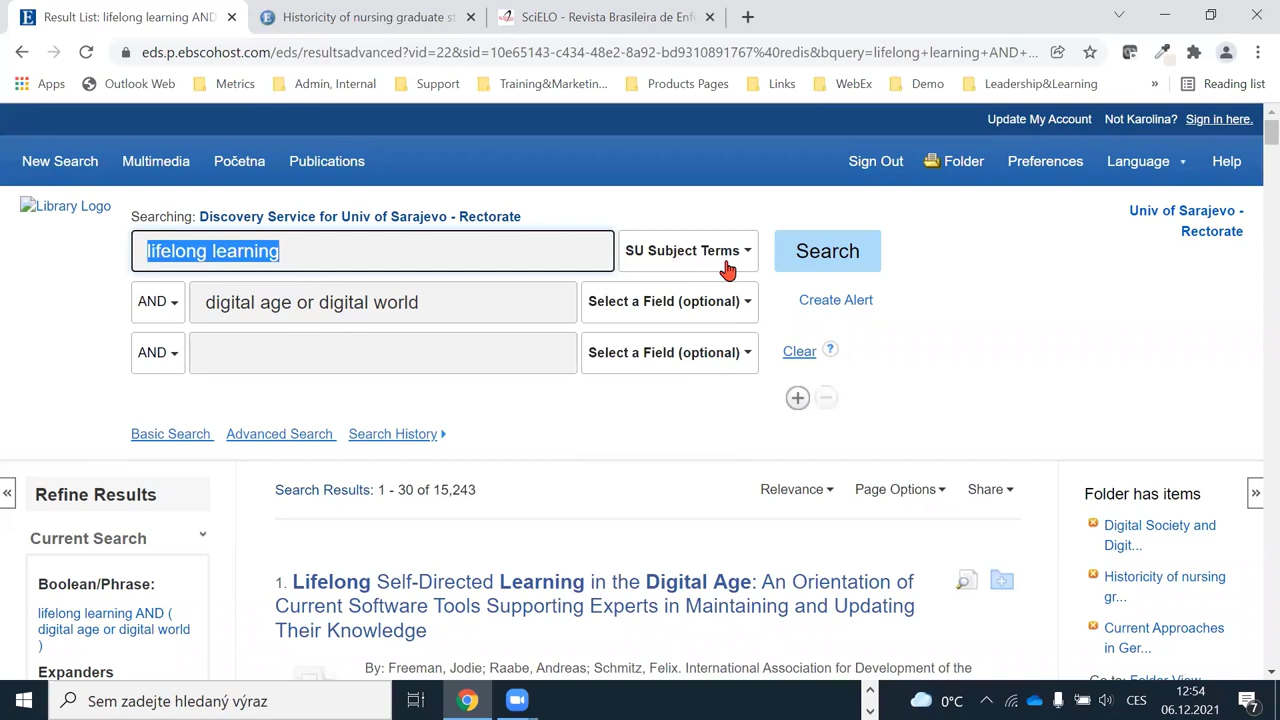 Result List: lifelong learning AND
Historicity of nursing graduate st
SciELO - Revista Brasileira de Enfe
eds.p.ebscohost.com/eds/resultsadvanced?vid=22&sid=10e65143-c434-48e2-8a92-bd9310891767%40redis&bquery=lifelong+learning+AND+...
Apps Outlook Web Metrics Admin, Internal Support Training&Marketin... Products Pages Links WebEx Demo Leadership&Learning » Reading list
Update My Account Not Karolina? Sign in here.
New Search Multimedia Početna Publications Sign Out Folder Preferences Language Help
Library Logo
Searching: Discovery Service for Univ of Sarajevo - Rectorate
Univ of Sarajevo -
Rectorate
lifelong learning SU Subject Terms Search
AND digital age or digital world Select a Field (optional) Create Alert
AND Select a Field (optional) Clear ?
Basic Search Advanced Search Search History
Refine Results
Current Search
Boolean/Phrase:
lifelong learning AND (
digital age or digital world
)
Expanders
Search Results: 1 - 30 of 15,243 Relevance Page Options Share
1. Lifelong Self-Directed Learning in the Digital Age: An Orientation of
Current Software Tools Supporting Experts in Maintaining and Updating
Their Knowledge
By: Freeman, Jodie; Raabe, Andreas; Schmitz, Felix. International Association for Development of the
Folder has items
Digital Society and
Digit...
Historicity of nursing
gr...
Current Approaches
in Ger...
Go to: Folder View
Sem zadejte hledaný výraz
0°C
CES
12:54
06.12.2021
7